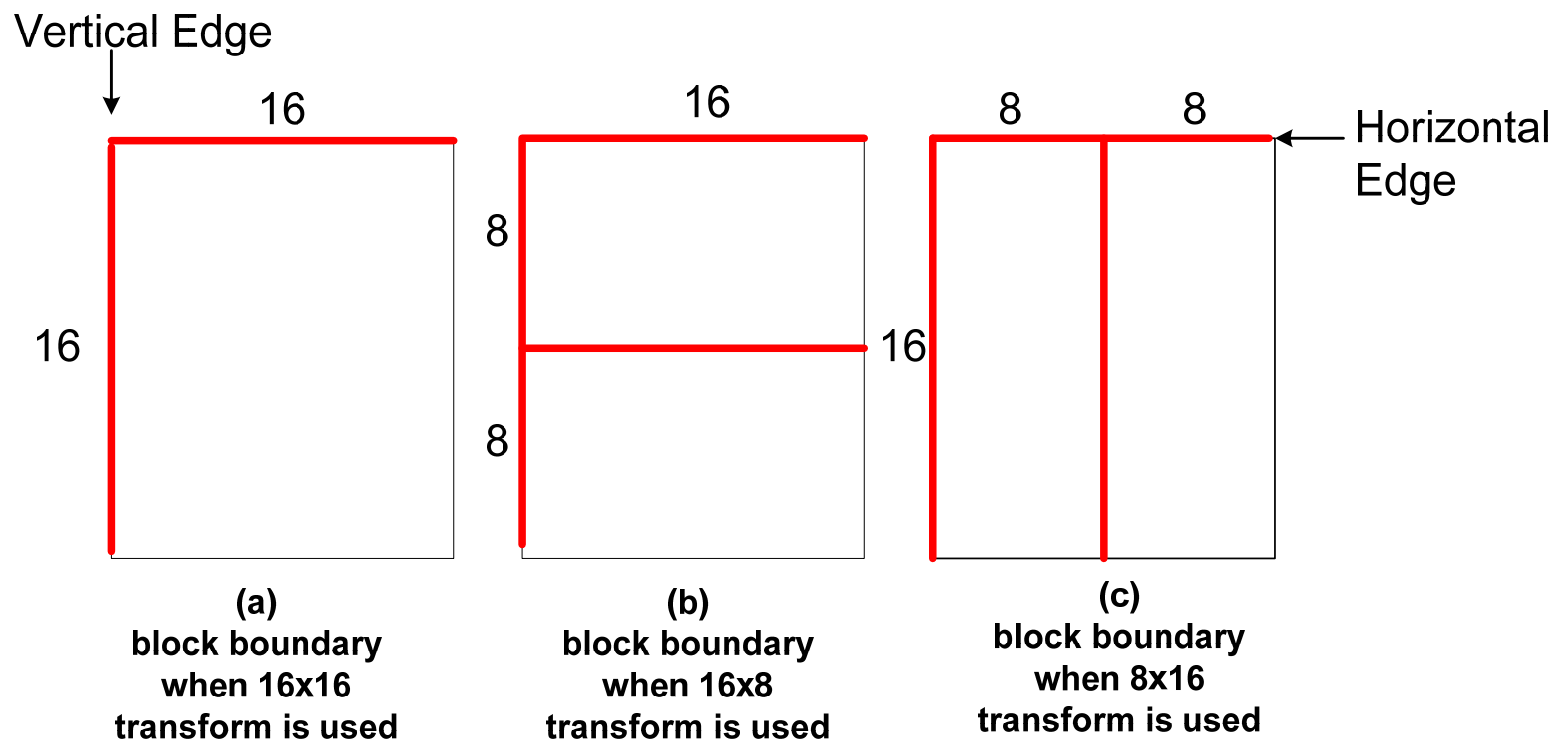 Vertical Edge
16
16
8
8
Horizontal
Edge
8
16
16
8
(a)
block boundary
when 16x16
transform is used
(b)
block boundary
when 16x8
transform is used
(c)
block boundary
when 8x16
transform is used